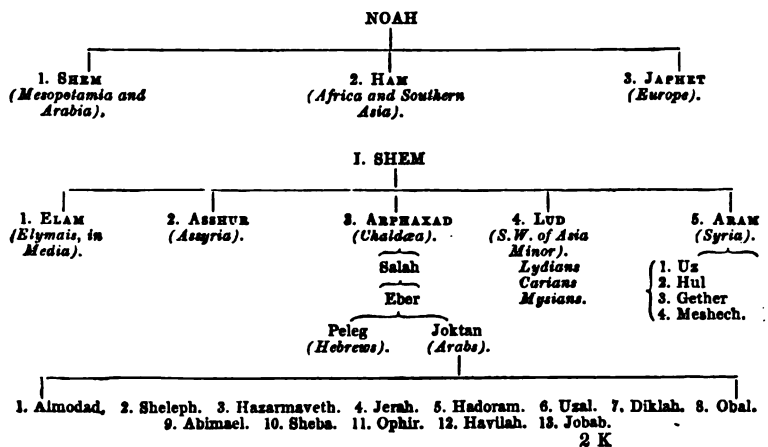 NOAH
1. SHEM 2. HAM 3. JAPHET
(Mesopotamia and (Africa and Southern (Europe).
Arabia). Asia).
I. SHEM
1. ELAM 2. ASSHUR 3. ARPHAXAD 4. LUD 5. ARAM
(Elymais, in (Assyria). (Chaldæa). (S.W. of Asia (Syria).
Media). Minor).
Salah Lydians 1. Uz
Carians 2. Hul
Eber Mysians. 3. Gether
4. Meshech.
Peleg Joktan
(Hebrews). (Arabs).
1. Almodad. 2. Sheleph. 3. Hazarmaveth. 4. Jerah. 5. Hadoram. 6. Uzal. 7. Diklah. 8. Obal.
9. Abimael. 10. Sheba. 11. Ophir. 12. Havilah. 13. Jobab.
2 K